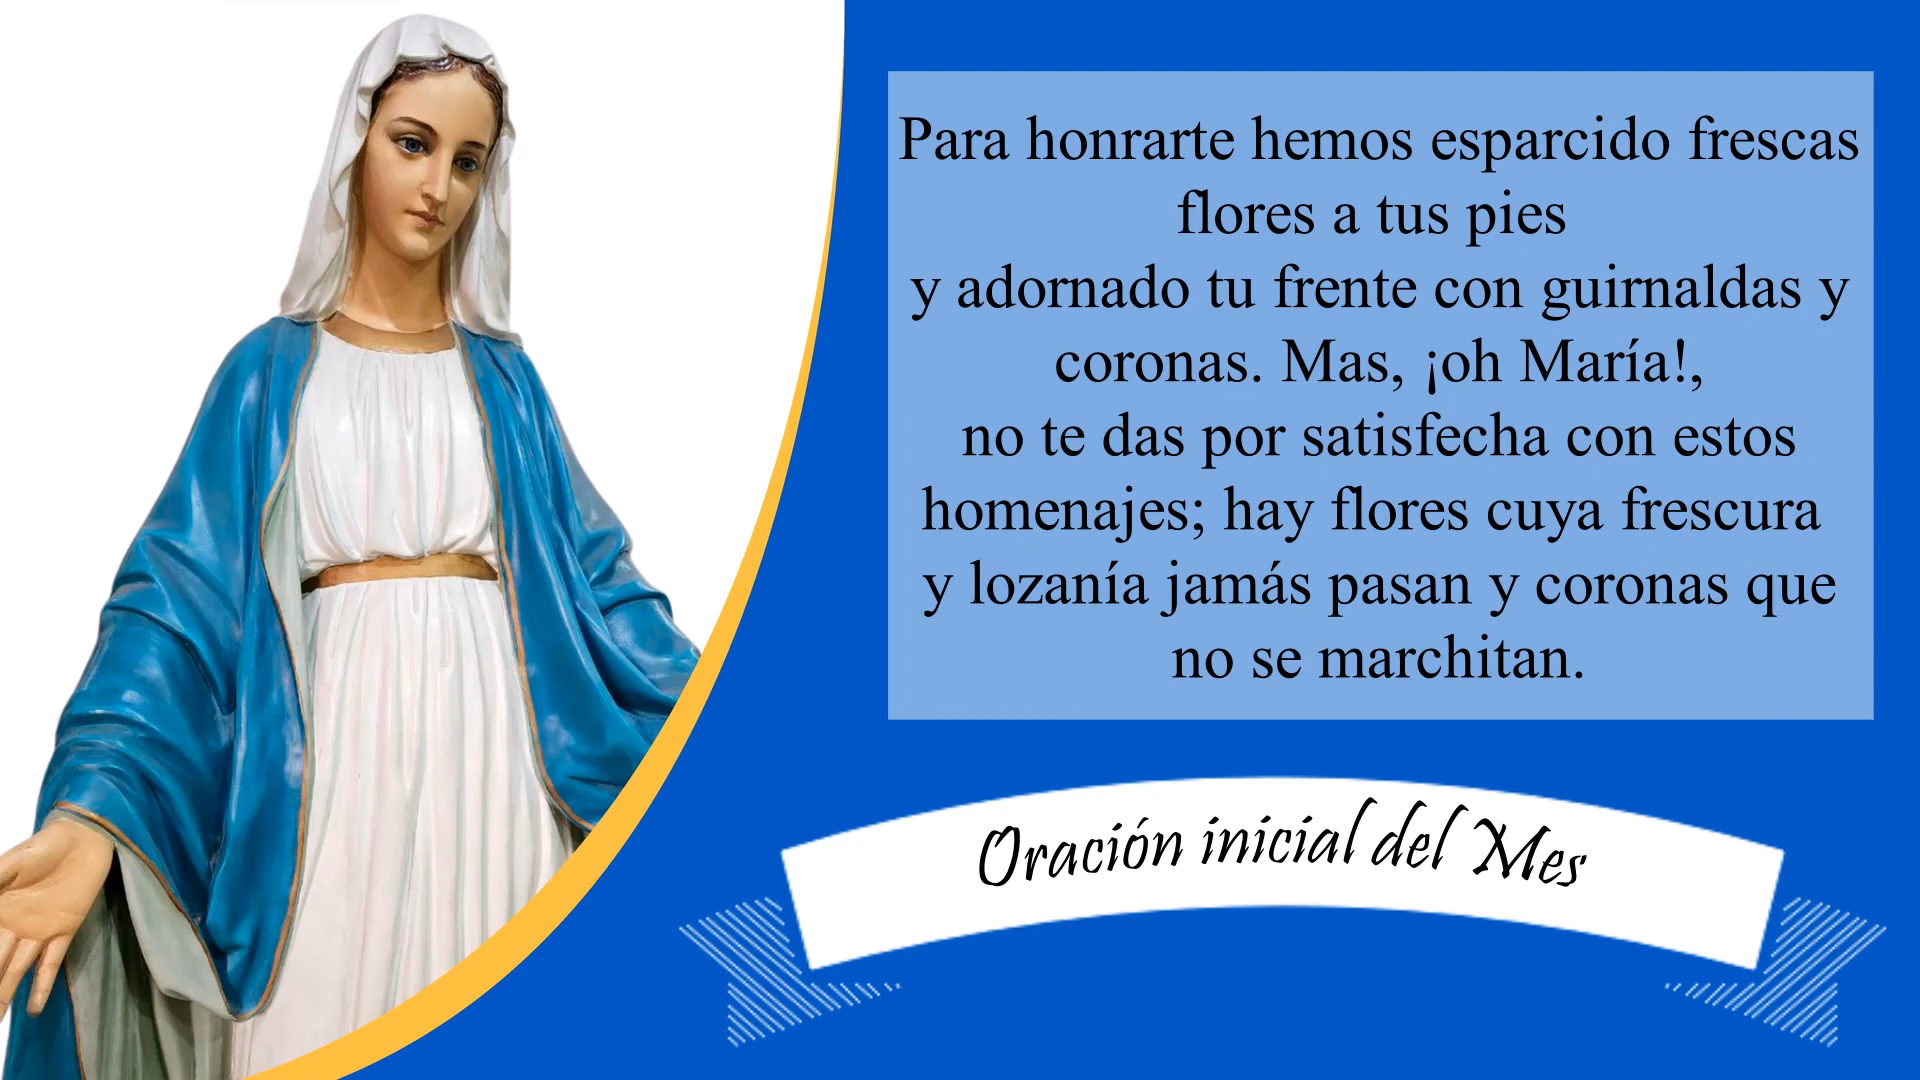 Para honrarte hemos esparcido frescas
flores a tus pies
y adornado tu frente con guirnaldas y
coronas. Mas, ¡oh María!,
no te das por satisfecha con estos
homenajes; hay flores cuya frescura
y lozanía jamás pasan y coronas que
no se marchitan.
Oración inicial del Mes